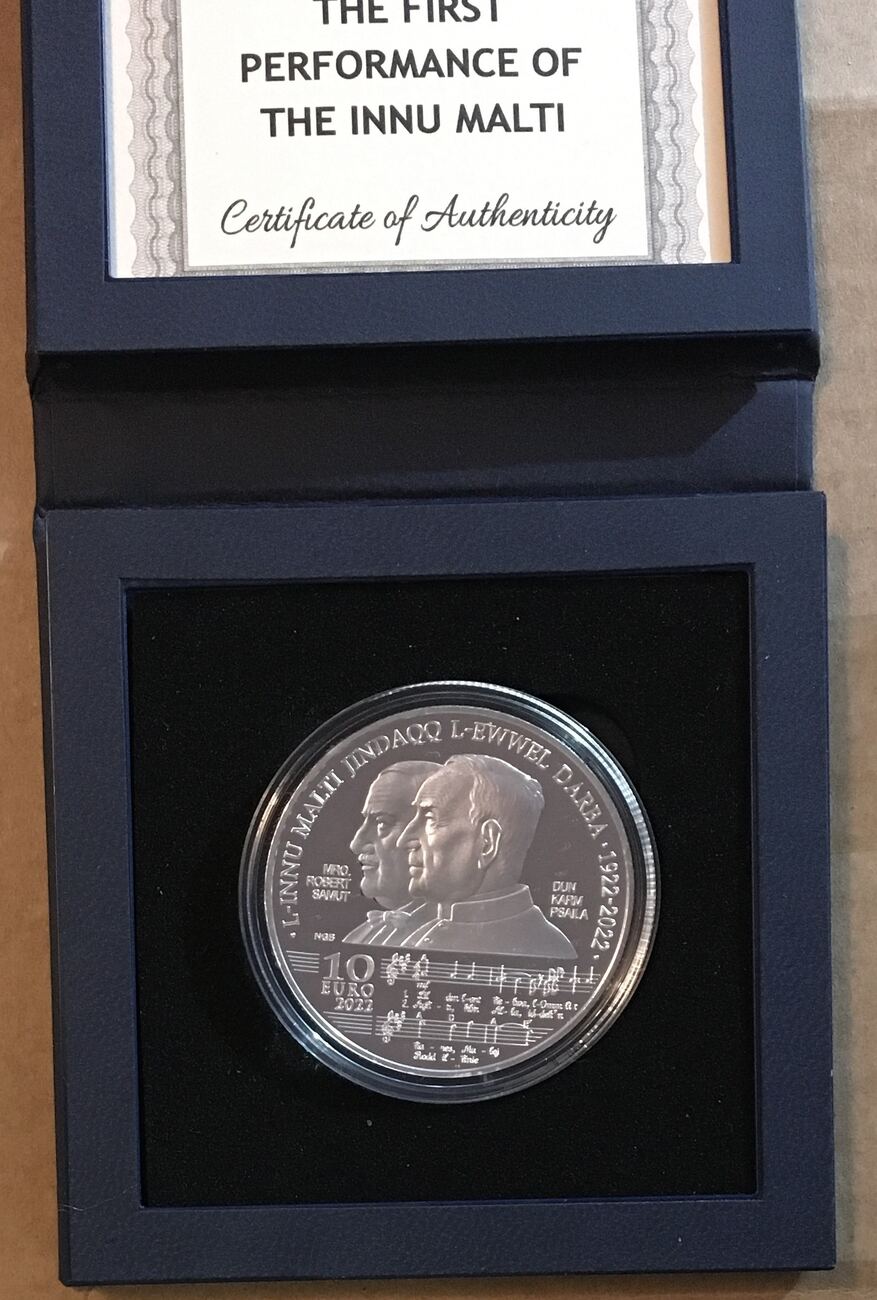 THE FIRST
PERFORMANCE OF
THE INNU MALTI
Certificate of Authenticity
· L-INNU MALTI JINDAQQ L-EWWEL DARBA · 1922-2022 ·
MRO.
ROBERT
SAMUT
DUN
KARM
PSAILA
NGB
10
EURO
2022